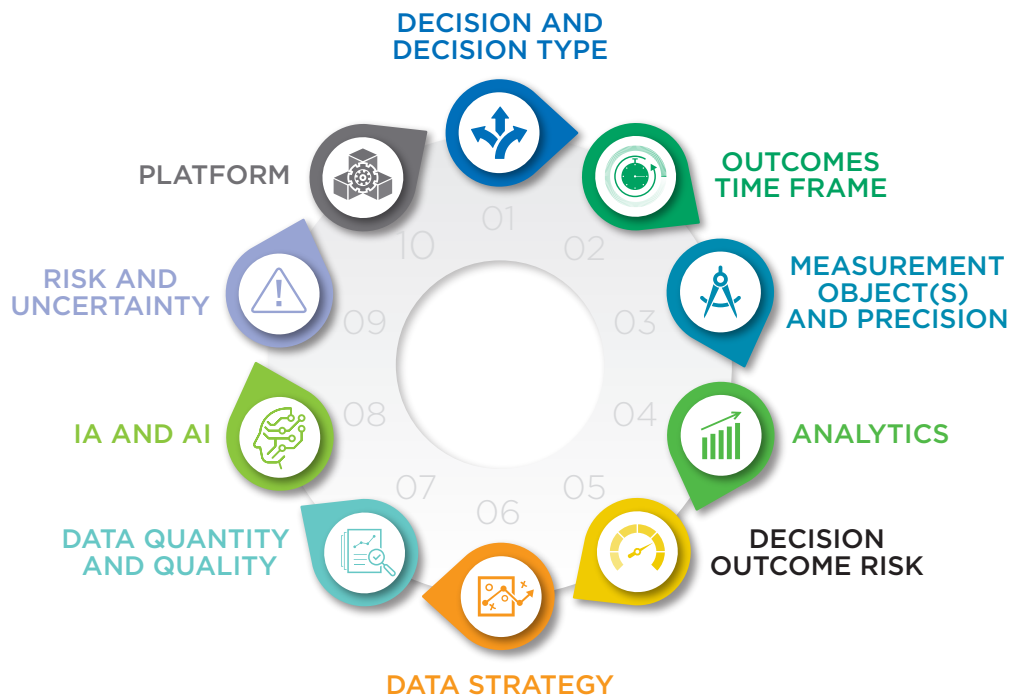 DECISION AND
DECISION TYPE
OUTCOMES
TIME FRAME
MEASUREMENT
OBJECT(S)
AND PRECISION
ANALYTICS
DECISION
OUTCOME RISK
DATA STRATEGY
DATA QUANTITY
AND QUALITY
IA AND AI
RISK AND
UNCERTAINTY
PLATFORM
01
02
03
04
05
06
07
08
09
10